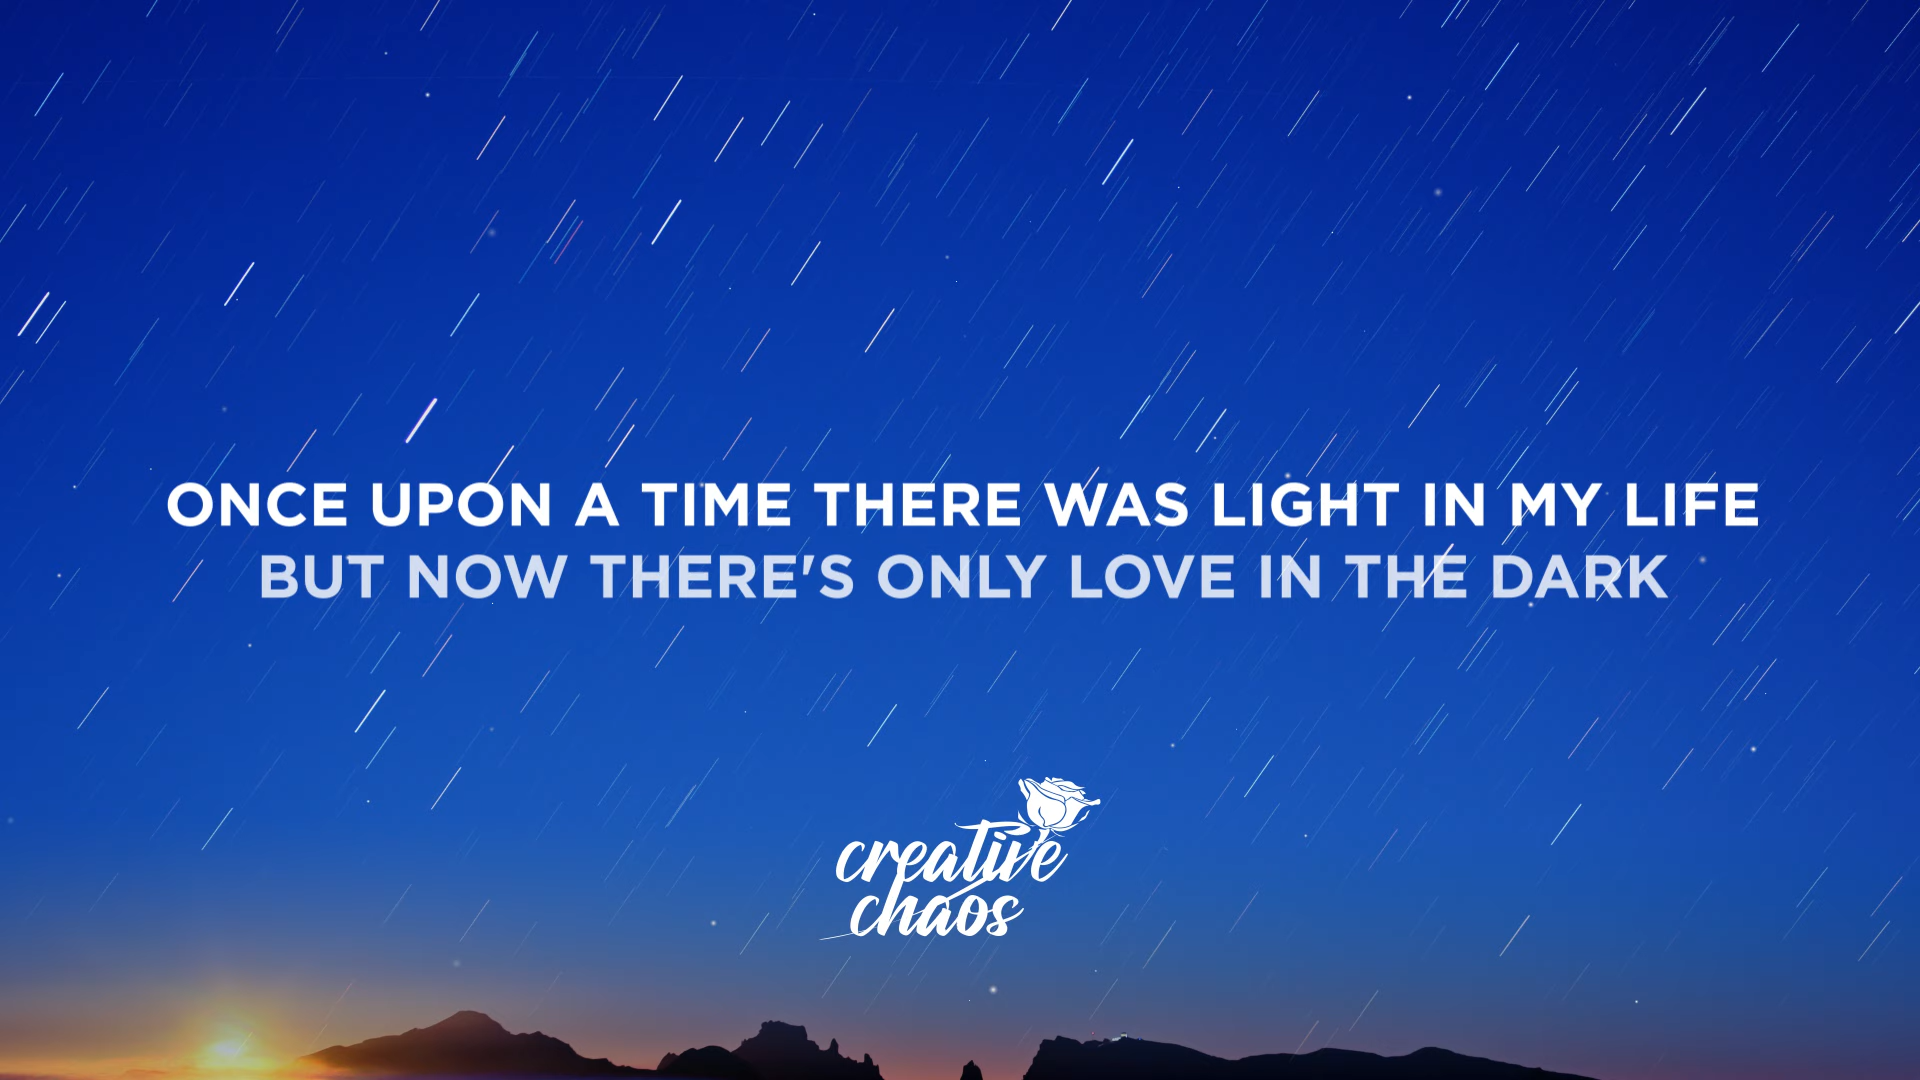 ONCE UPON A TIME THERE WAS LIGHT IN MY LIFE
BUT NOW THERE'S ONLY LOVE IN THE DARK
creative
chaos